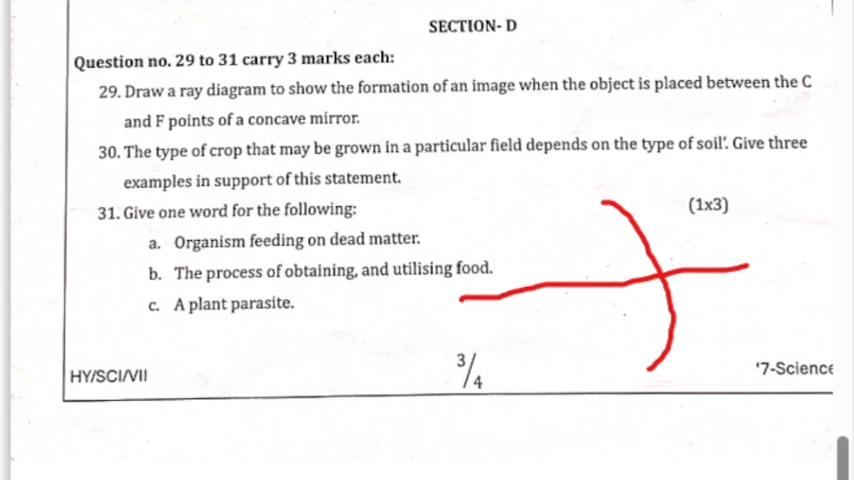 SECTION- D
Question no. 29 to 31 carry 3 marks each:
29. Draw a ray diagram to show the formation of an image when the object is placed between the C
and F points of a concave mirror.
30. The type of crop that may be grown in a particular field depends on the type of soil'. Give three
examples in support of this statement.
31. Give one word for the following:
(1x3)
a. Organism feeding on dead matter.
b. The process of obtaining, and utilising food.
c. A plant parasite.
HY/SCI/VII
3/4
'7-Science